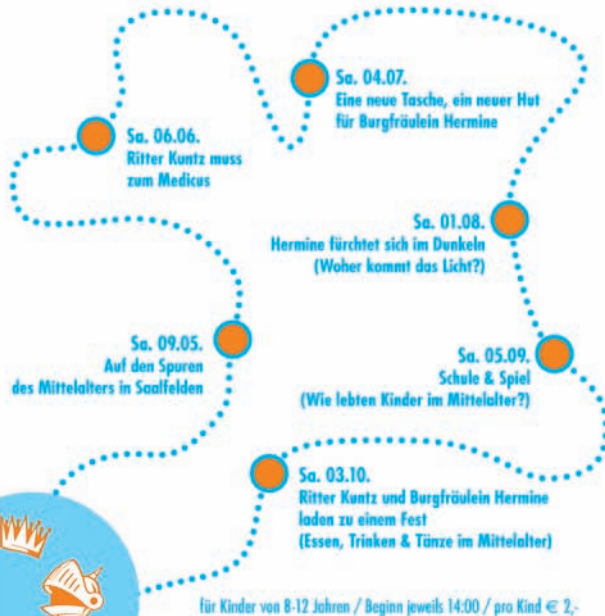 Sa. 04.07.
Eine neue Tasche, ein neuer Hut
für Burgfräulein Hermine
Sa. 06.06.
Ritter Kuntz muss
zum Medicus
Sa. 01.08.
Hermine fürchtet sich im Dunkeln
(Woher kommt das Licht?)
Sa. 09.05.
Auf den Spuren
des Mittelalters in Saalfelden
Sa. 05.09.
Schule & Spiel
(Wie lebten Kinder im Mittelalter?)
Sa. 03.10.
Ritter Kuntz und Burgfräulein Hermine
laden zu einem Fest
(Essen, Trinken & Tänze im Mittelalter)
für Kinder von 8-12 Jahren / Beginn jeweils 14:00 / pro Kind € 2,-